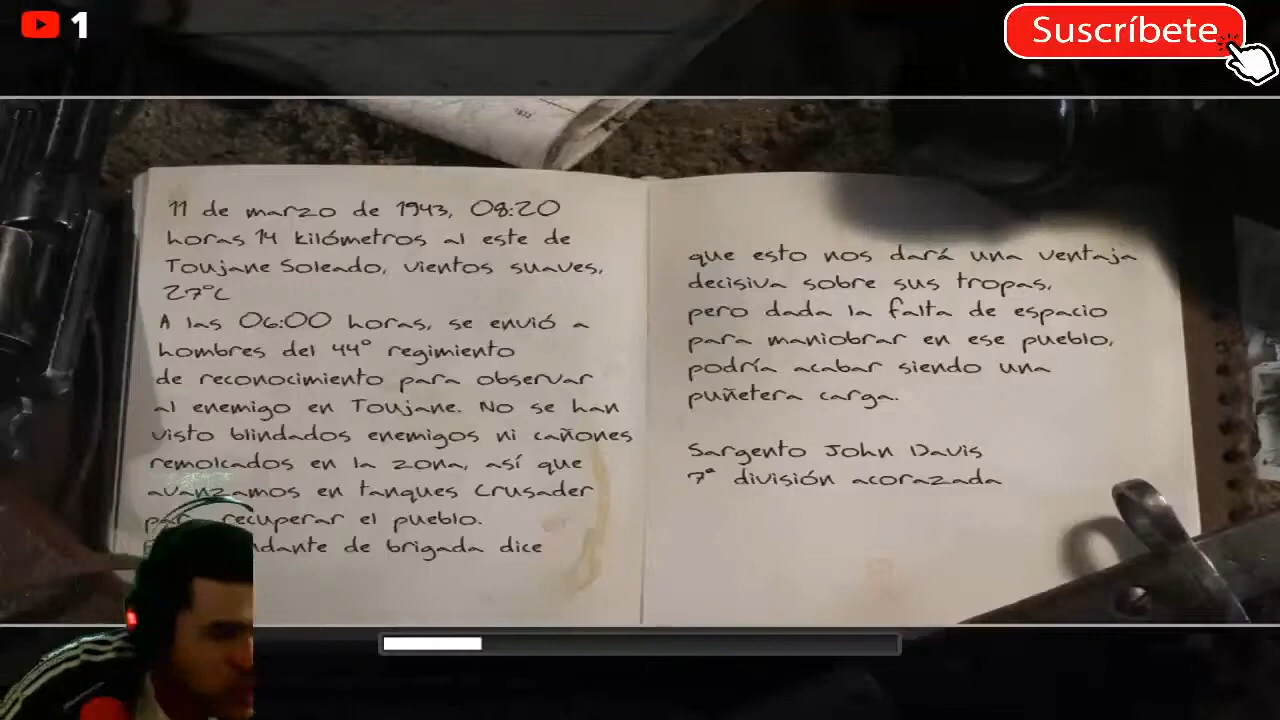 1
Suscríbete
11 de marzo de 1943, 08:20
horas 14 kilómetros al este de
Toujane Soleado, vientos suaves,
27°C
A las 06:00 horas, se envió a
hombres del 44° regimiento
de reconocimiento para observar
al enemigo en Toujane. No se han
visto blindados enemigos ni cañones
remolcados en la zona, así que
avanzamos en tanques Crusader
para recuperar el pueblo.
de brigada dice
que esto nos dará una ventaja
decisiva sobre sus tropas,
pero dada la falta de espacio
para maniobrar en ese pueblo,
podría acabar siendo una
puñetera carga.
Sargento John Davis
7ª división acorazada